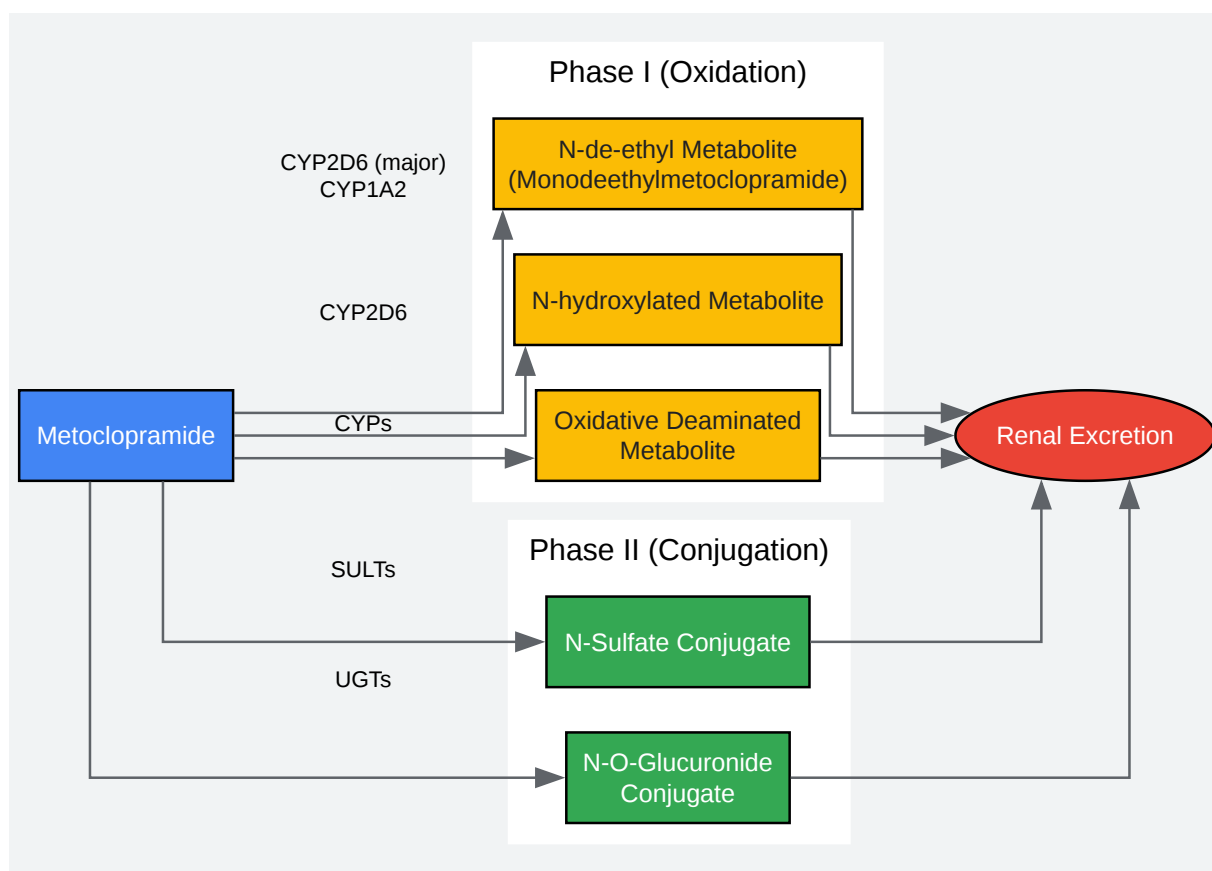 Phase I (Oxidation)
N-de-ethyl Metabolite
(Monodeethylmetoclopramide)
CYP2D6 (major)
CYP1A2
N-hydroxylated Metabolite
CYP2D6
Metoclopramide
CYPs
Oxidative Deaminated
Metabolite
Renal Excretion
Phase II (Conjugation)
SULTs
N-Sulfate Conjugate
UGTs
N-O-Glucuronide
Conjugate